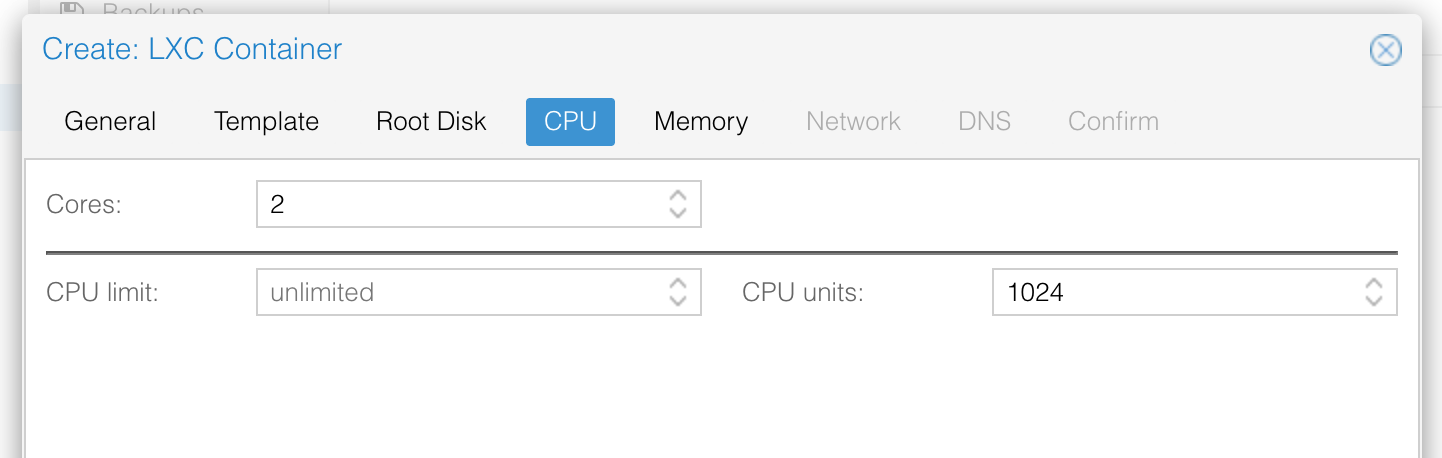 Backups
Create: LXC Container
General Template Root Disk CPU Memory Network DNS Confirm
Cores: 2
CPU limit: unlimited CPU units: 1024